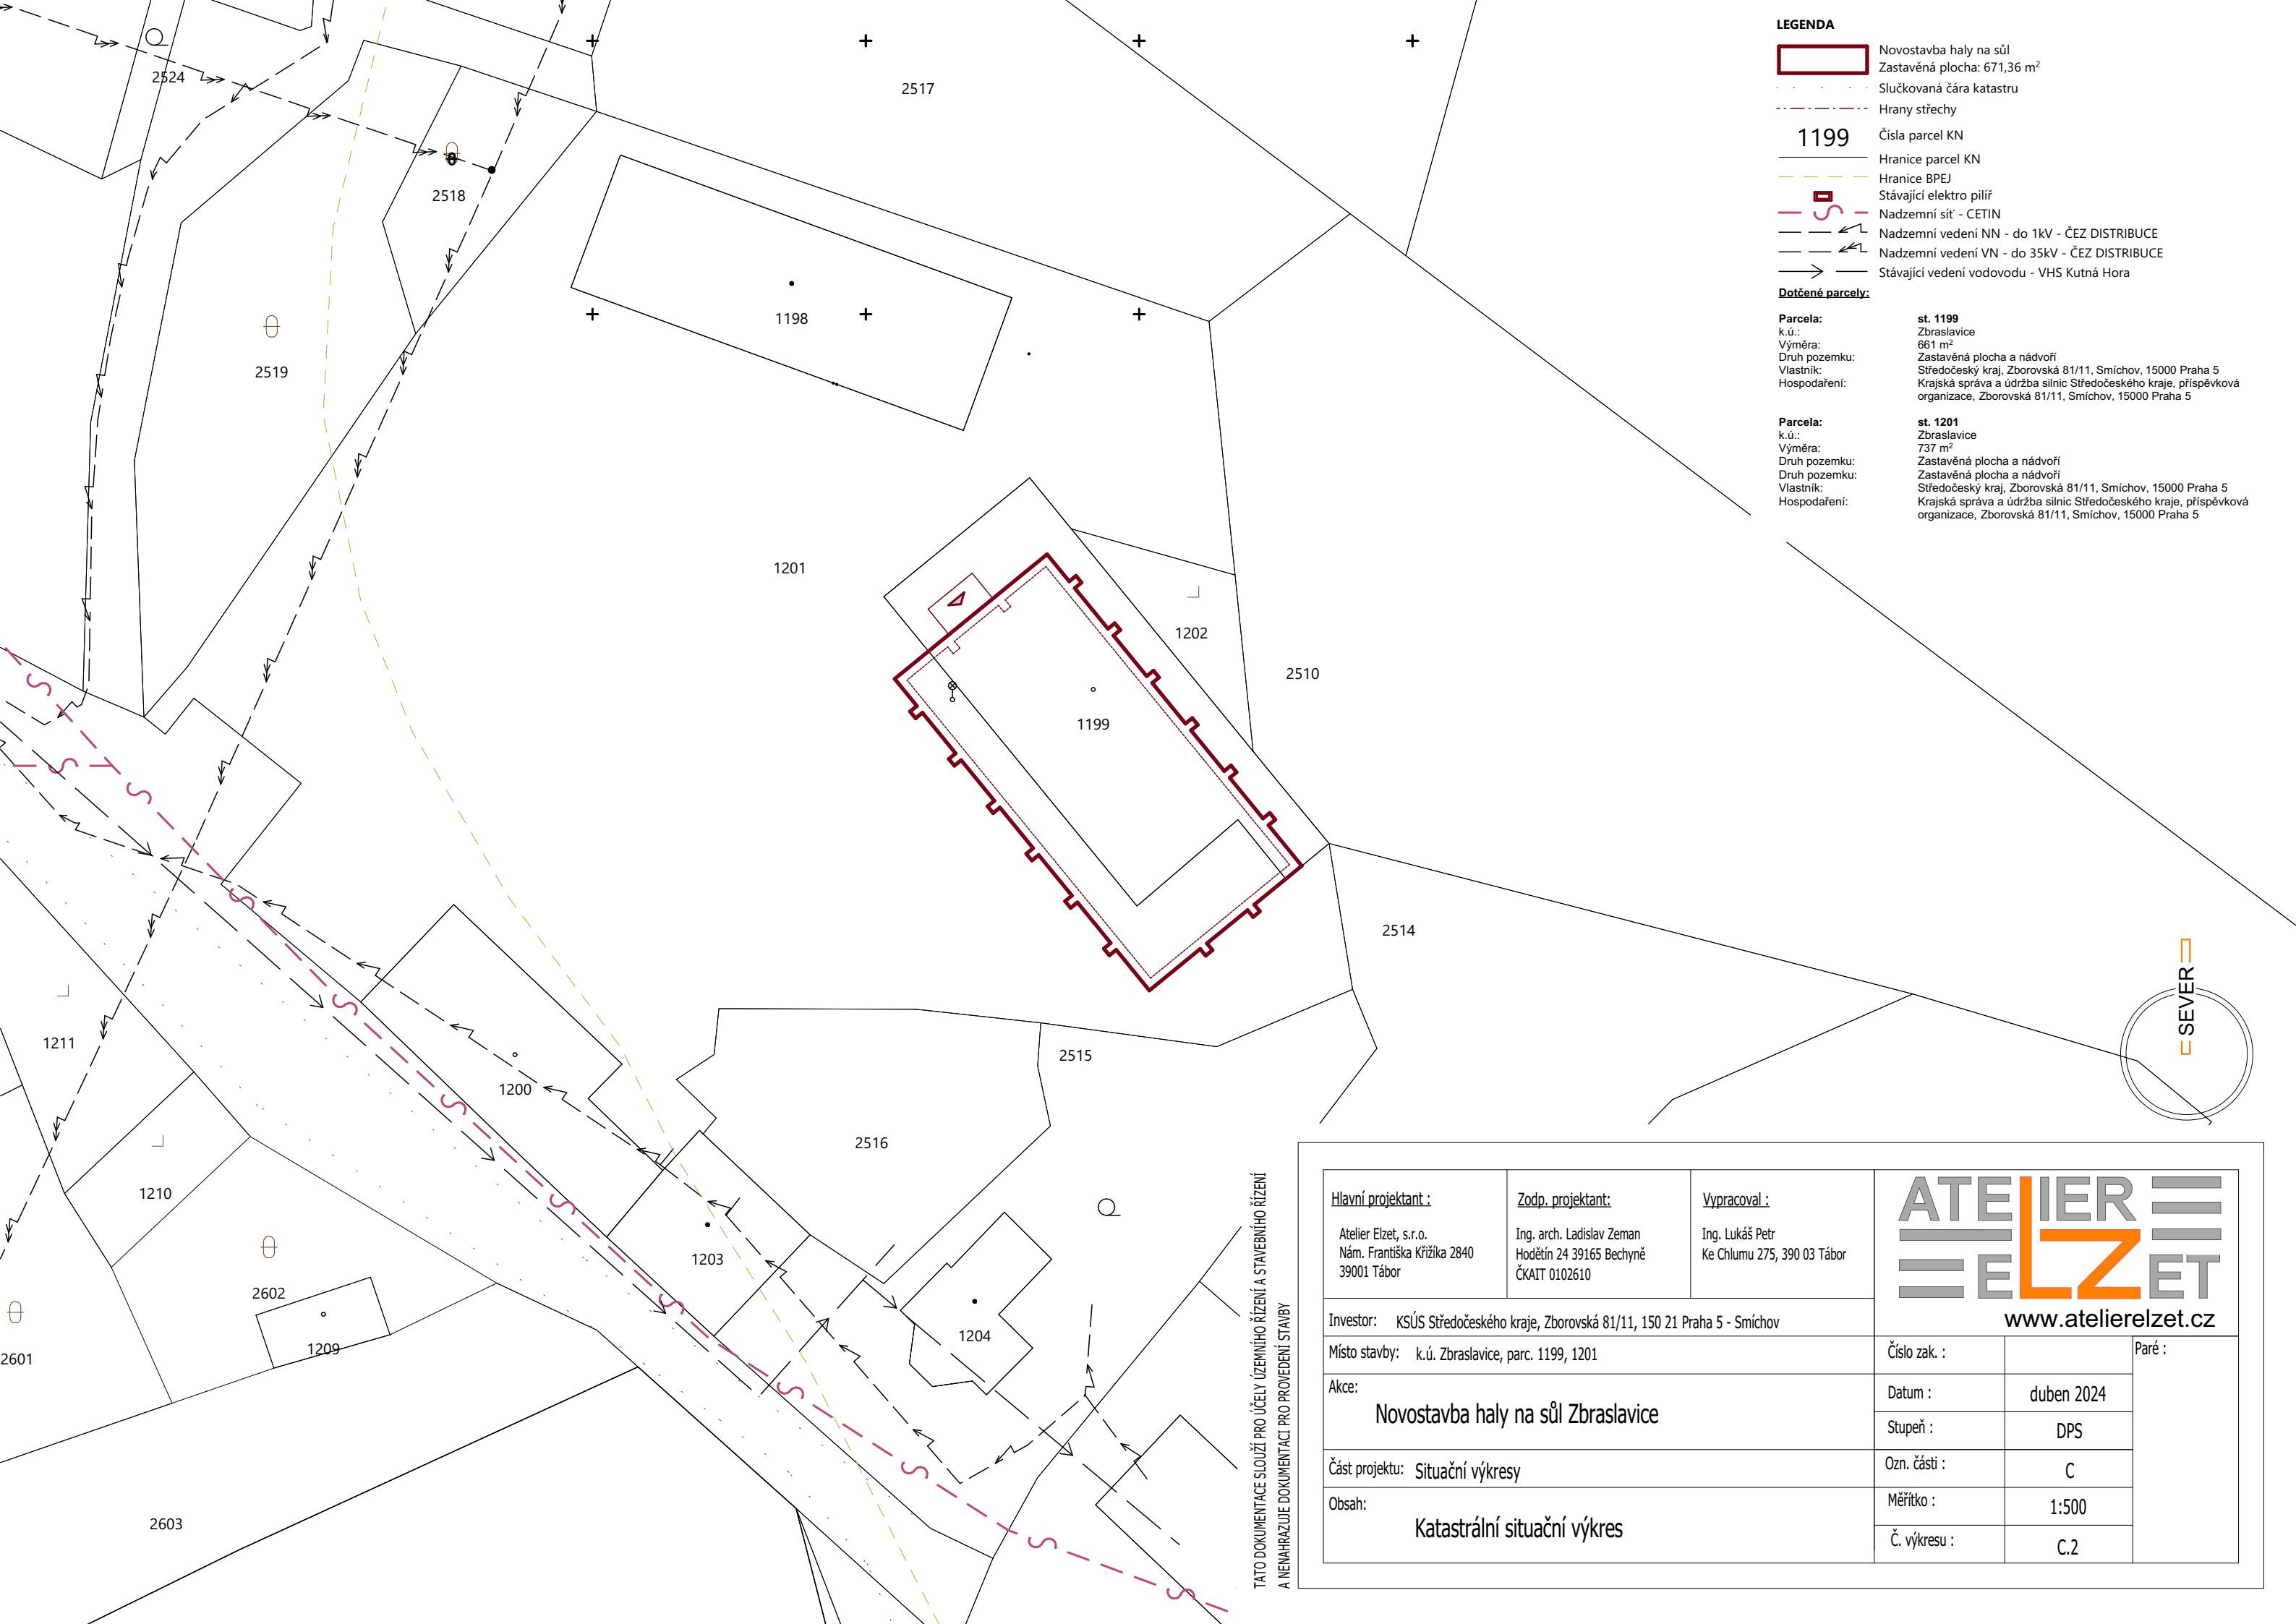 LEGENDA
Novostavba haly na sůl
Zastavěná plocha: 671,36 m²
Slučkovaná čára katastru
Hrany střechy
1199 Čísla parcel KN
Hranice parcel KN
Hranice BPEJ
Stávající elektro pilíř
Nadzemní síť - CETIN
Nadzemní vedení NN - do 1kV - ČEZ DISTRIBUCE
Nadzemní vedení VN - do 35kV - ČEZ DISTRIBUCE
Stávající vedení vodovodu - VHS Kutná Hora
Dotčené parcely:
Parcela: st. 1199
k.ú.: Zbraslavice
Výměra: 661 m²
Druh pozemku: Zastavěná plocha a nádvoří
Vlastník: Středočeský kraj, Zborovská 81/11, Smíchov, 15000 Praha 5
Hospodaření: Krajská správa a údržba silnic Středočeského kraje, příspěvková
organizace, Zborovská 81/11, Smíchov, 15000 Praha 5
Parcela: st. 1201
k.ú.: Zbraslavice
Výměra: 737 m²
Druh pozemku: Zastavěná plocha a nádvoří
Druh pozemku: Zastavěná plocha a nádvoří
Vlastník: Středočeský kraj, Zborovská 81/11, Smíchov, 15000 Praha 5
Hospodaření: Krajská správa a údržba silnic Středočeského kraje, příspěvková
organizace, Zborovská 81/11, Smíchov, 15000 Praha 5
2524
2517
2518
1198
2519
1201
1202
2510
1199
2514
1211
2515
1200
2516
1210
1203
2602
1204
1209
2601
2603
SEVER
TATO DOKUMENTACE SLOUŽÍ PRO ÚČELY ÚZEMNÍHO ŘÍZENÍ A STAVEBNÍHO ŘÍZENÍ
A NENAHRAZUJE DOKUMENTACI PRO PROVEDENÍ STAVBY
Hlavní projektant :
Atelier Elzet, s.r.o.
Nám. Františka Křižíka 2840
39001 Tábor
Zodp. projektant:
Ing. arch. Ladislav Zeman
Hodětín 24 39165 Bechyně
ČKAIT 0102610
Vypracoval :
Ing. Lukáš Petr
Ke Chlumu 275, 390 03 Tábor
ATELIER
ELZET
www.atelierelzet.cz
Investor: KSÚS Středočeského kraje, Zborovská 81/11, 150 21 Praha 5 - Smíchov
Místo stavby: k.ú. Zbraslavice, parc. 1199, 1201
Akce:
Novostavba haly na sůl Zbraslavice
Část projektu: Situační výkresy
Obsah:
Katastrální situační výkres
Číslo zak. :
Paré :
Datum : duben 2024
Stupeň : DPS
Ozn. části : C
Měřítko : 1:500
Č. výkresu : C.2